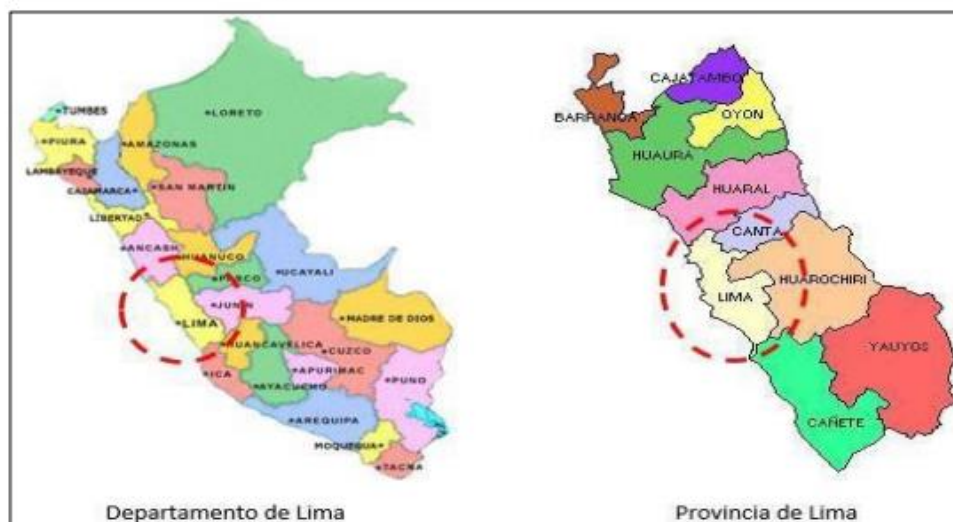 TUMBES
LORETO
PIURA
AMAZONAS
LAMBAYEQUE
CAJAMARCA
SAN MARTIN
LIBERTAD
ANCASH
HUANUCO
PASCO
UCAYALI
JUNIN
LIMA
MADRE DE DIOS
HUANCAVELICA
CUZCO
ICA
APURIMAC
PUNO
AYACUCHO
AREQUIPA
MOQUEGUA
TACNA
Departamento de Lima
CAJATAMBO
BARRANCA
OYON
HUAURA
HUARAL
CANTA
LIMA
HUAROCHIRI
YAUYOS
CAÑETE
Provincia de Lima